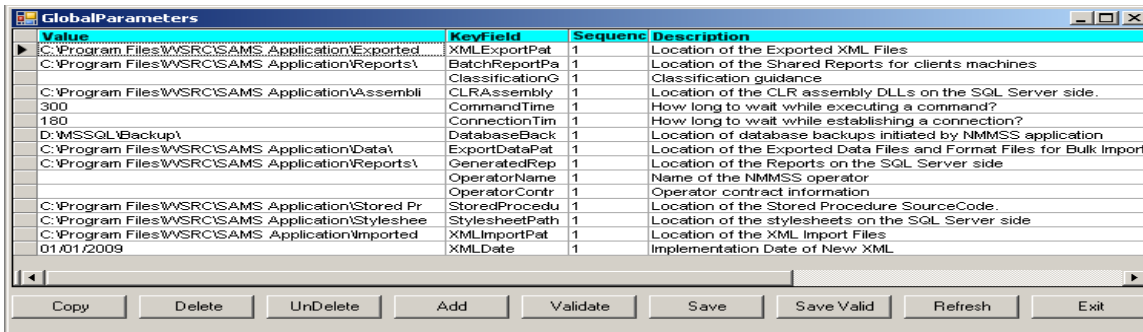 GlobalParameters
Value KeyField Sequenc Description
C:\Program Files\WSRC\SAMS Application\Exported XMLExportPat 1 Location of the Exported XML Files
C:\Program Files\WSRC\SAMS Application\Reports\ BatchReportPa 1 Location of the Shared Reports for clients machines
ClassificationG 1 Classification guidance
C:\Program Files\WSRC\SAMS Application\Assembli CLRAssembly 1 Location of the CLR assembly DLLs on the SQL Server side.
300 CommandTime 1 How long to wait while executing a command?
180 ConnectionTim 1 How long to wait while establishing a connection?
D:\MSSQL\Backup\ DatabaseBack 1 Location of database backups initiated by NMMSS application
C:\Program Files\WSRC\SAMS Application\Data\ ExportDataPat 1 Location of the Exported Data Files and Format Files for Bulk Import
C:\Program Files\WSRC\SAMS Application\Reports\ GeneratedRep 1 Location of the Reports on the SQL Server side
OperatorName 1 Name of the NMMSS operator
OperatorContr 1 Operator contract information
C:\Program Files\WSRC\SAMS Application\Stored Pr StoredProcedu 1 Location of the Stored Procedure SourceCode.
C:\Program Files\WSRC\SAMS Application\Styleshee StylesheetPath 1 Location of the stylesheets on the SQL Server side
C:\Program Files\WSRC\SAMS Application\Imported XMLImportPat 1 Location of the XML Import Files
01/01/2009 XMLDate 1 Implementation Date of New XML
Copy Delete UnDelete Add Validate Save Save Valid Refresh Exit